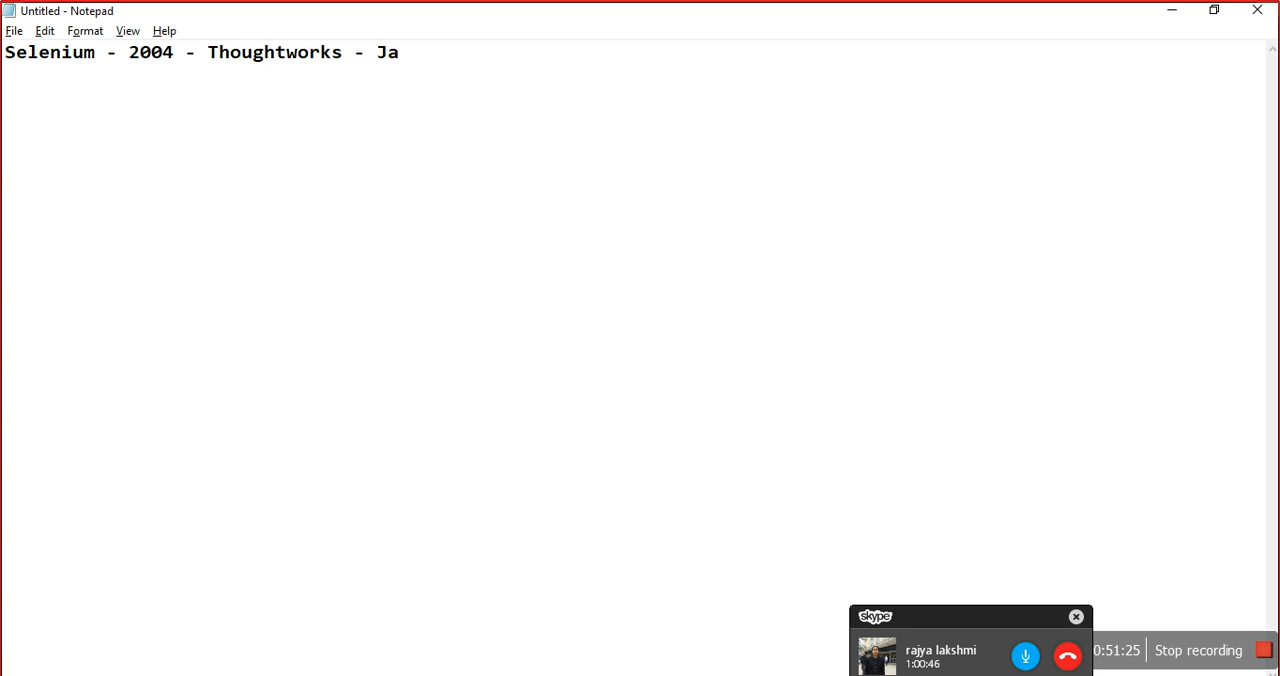 Untitled - Notepad
File Edit Format View Help
Selenium - 2004 - Thoughtworks - Ja
skype
rajya lakshmi
1:00:46
0:51:25 Stop recording